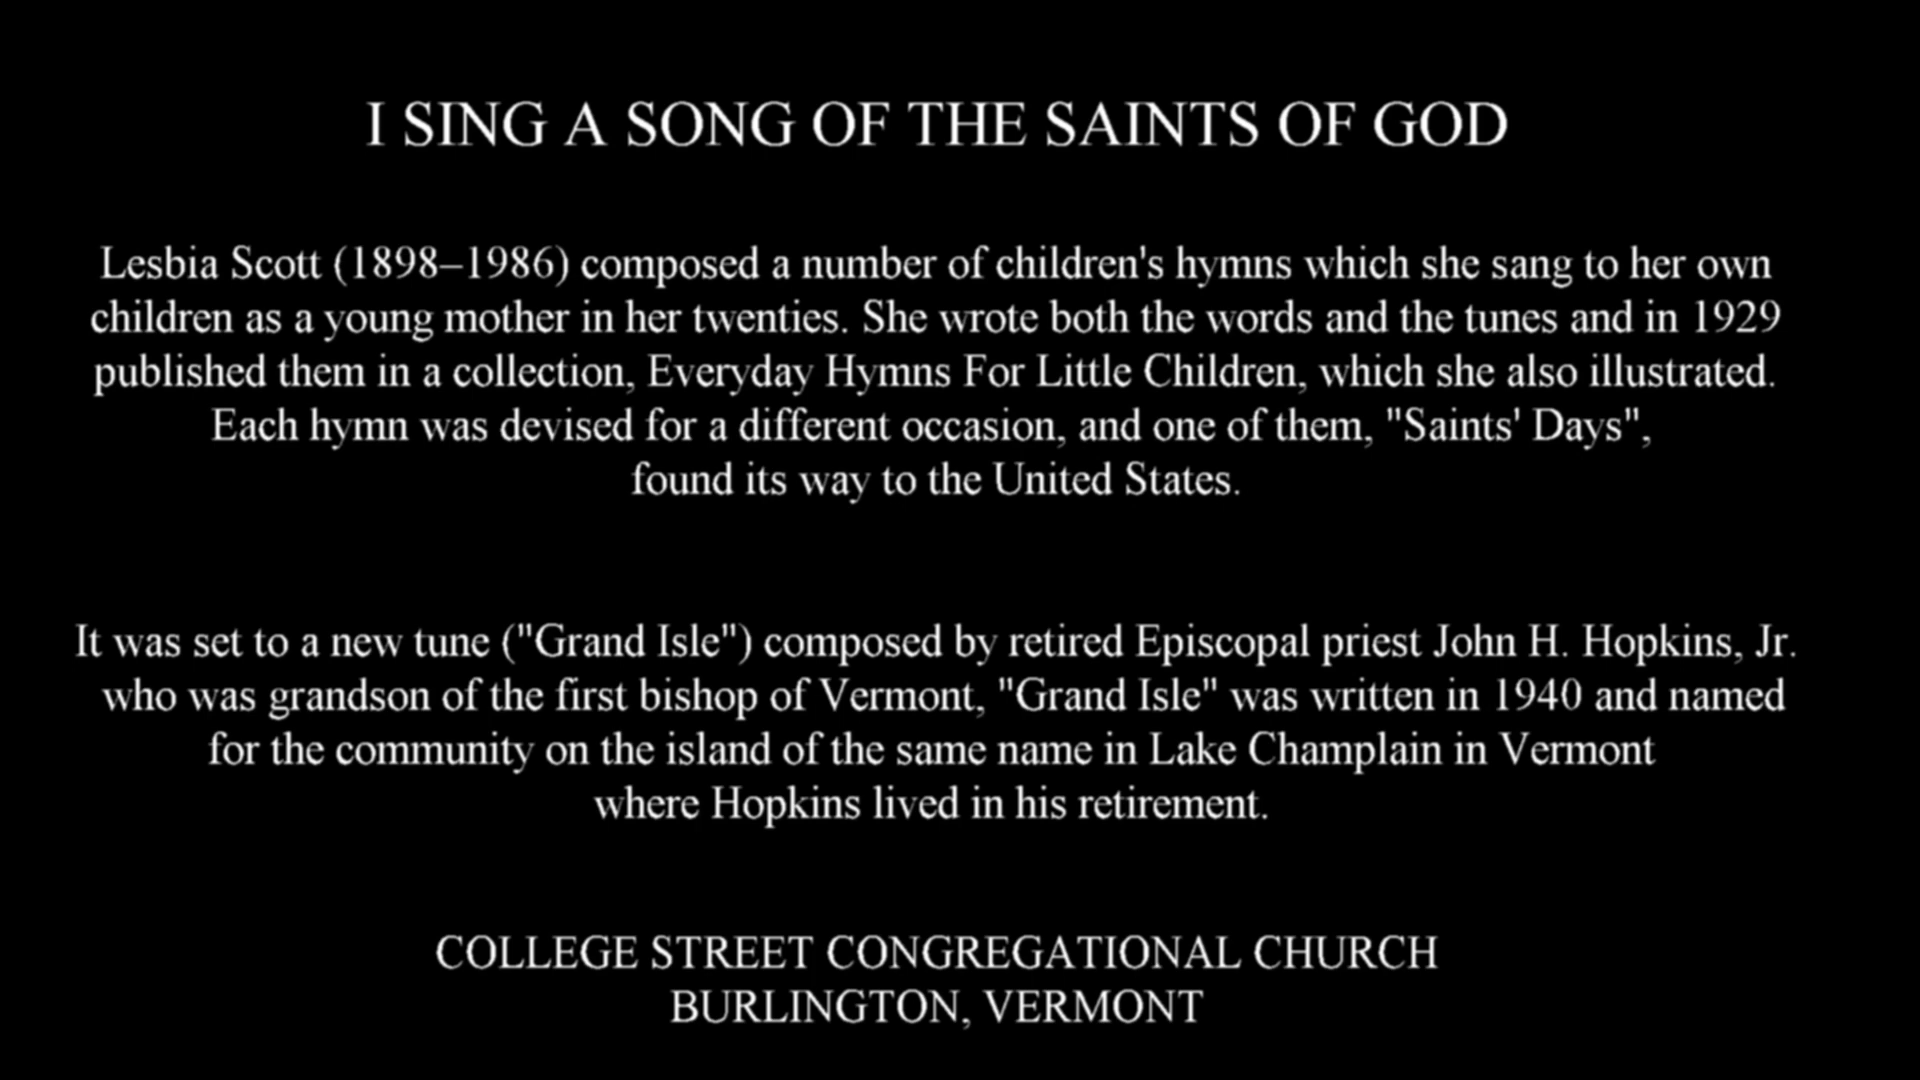 I SING A SONG OF THE SAINTS OF GOD
Lesbia Scott (1898–1986) composed a number of children's hymns which she sang to her own
children as a young mother in her twenties. She wrote both the words and the tunes and in 1929
published them in a collection, Everyday Hymns For Little Children, which she also illustrated.
Each hymn was devised for a different occasion, and one of them, "Saints' Days",
found its way to the United States.
It was set to a new tune ("Grand Isle") composed by retired Episcopal priest John H. Hopkins, Jr.
who was grandson of the first bishop of Vermont, "Grand Isle" was written in 1940 and named
for the community on the island of the same name in Lake Champlain in Vermont
where Hopkins lived in his retirement.
COLLEGE STREET CONGREGATIONAL CHURCH
BURLINGTON, VERMONT